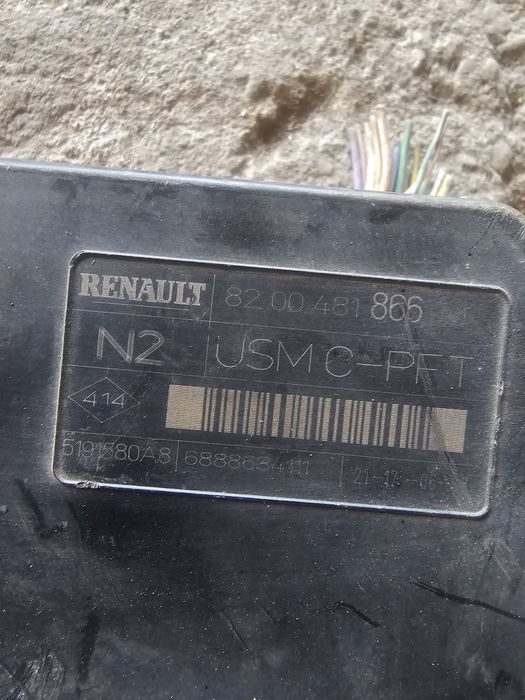 RENAULT 82 00 481 866 T
N2 USM C-PF T
414
5191580A8 6888634111